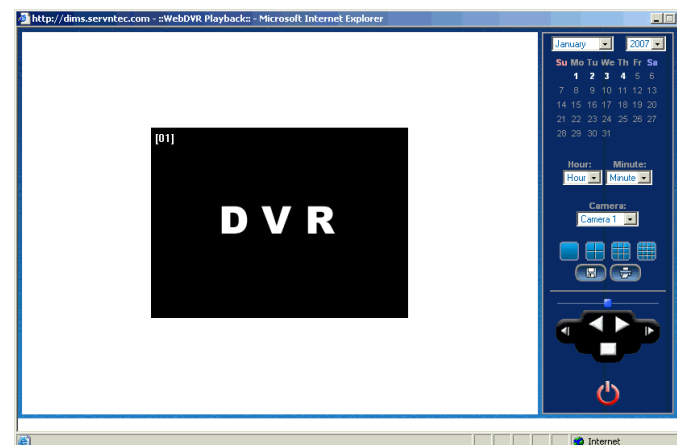 http://dims.servntec.com - ::WebDVR Playback:: - Microsoft Internet Explorer
January 2007
Su Mo Tu We Th Fr Sa
1 2 3 4 5 6
7 8 9 10 11 12 13
14 15 16 17 18 19 20
21 22 23 24 25 26 27
28 29 30 31
[01]
D V R
Hour: Minute:
Hour Minute
Camera:
Camera 1
Internet